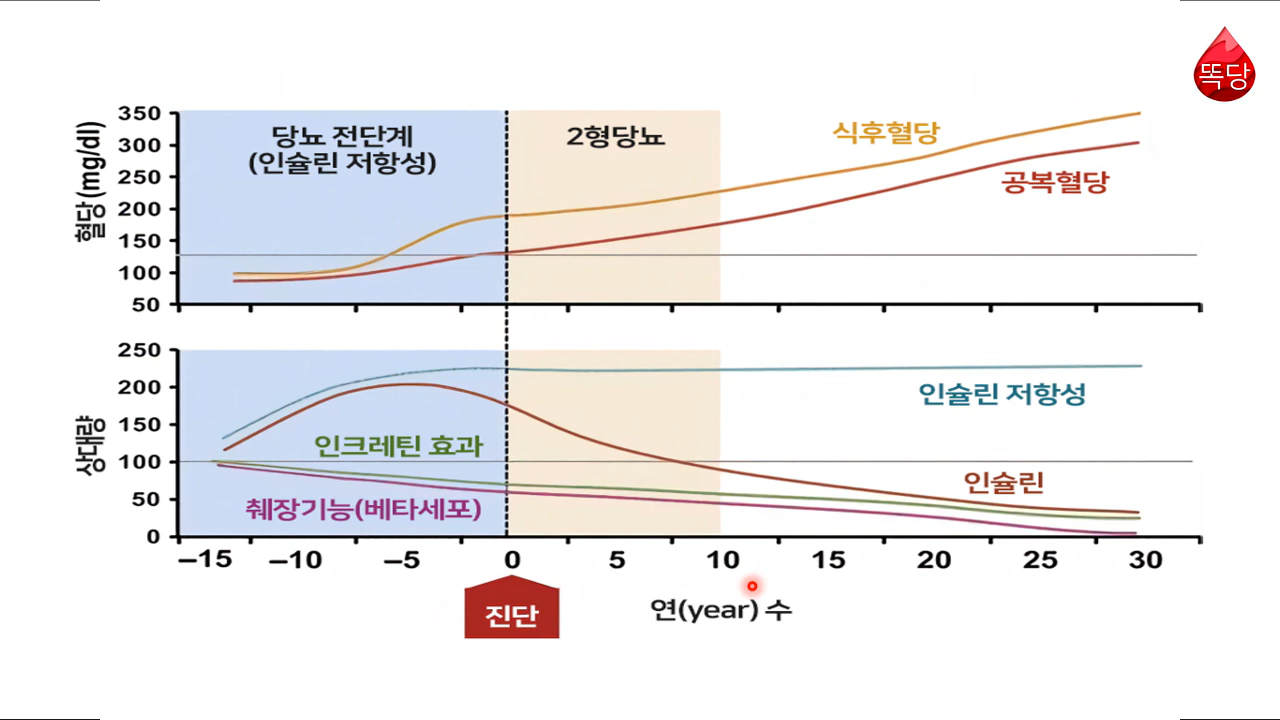 똑당
350
300
250
200
150
100
50
혈당(mg/dl)
당뇨 전단계
(인슐린 저항성)
2형당뇨
식후혈당
공복혈당
250
200
150
100
50
0
상대량
인슐린 저항성
인크레틴 효과
인슐린
췌장기능(베타세포)
−15 −10 −5 0 5 10 15 20 25 30
진단
연(year) 수